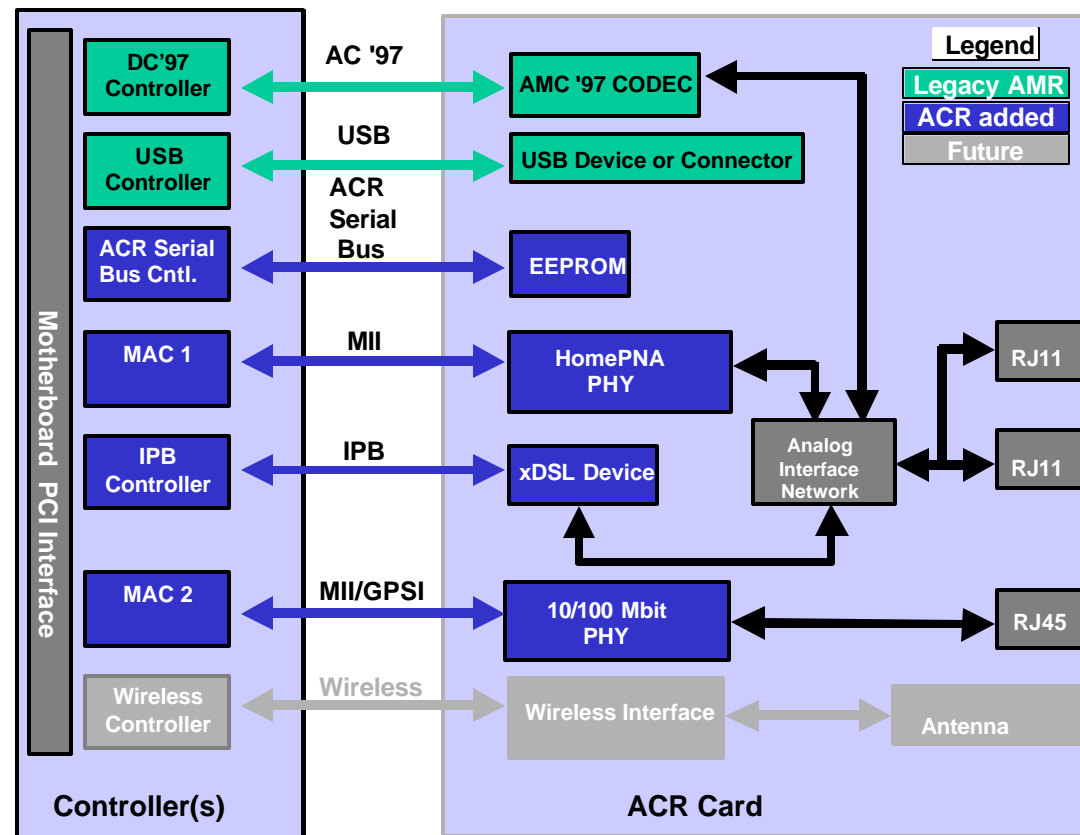 Motherboard PCI Interface
DC'97
Controller
AC '97
AMC '97 CODEC
Legend
Legacy AMR
ACR added
Future
USB
Controller
USB
USB Device or Connector
ACR Serial
Bus Cntl.
ACR
Serial
Bus
EEPROM
MAC 1
MII
HomePNA
PHY
RJ11
IPB
Controller
IPB
xDSL Device
Analog
Interface
Network
RJ11
MAC 2
MII/GPSI
10/100 Mbit
PHY
RJ45
Wireless
Controller
Wireless
Wireless Interface
Antenna
Controller(s)
ACR Card